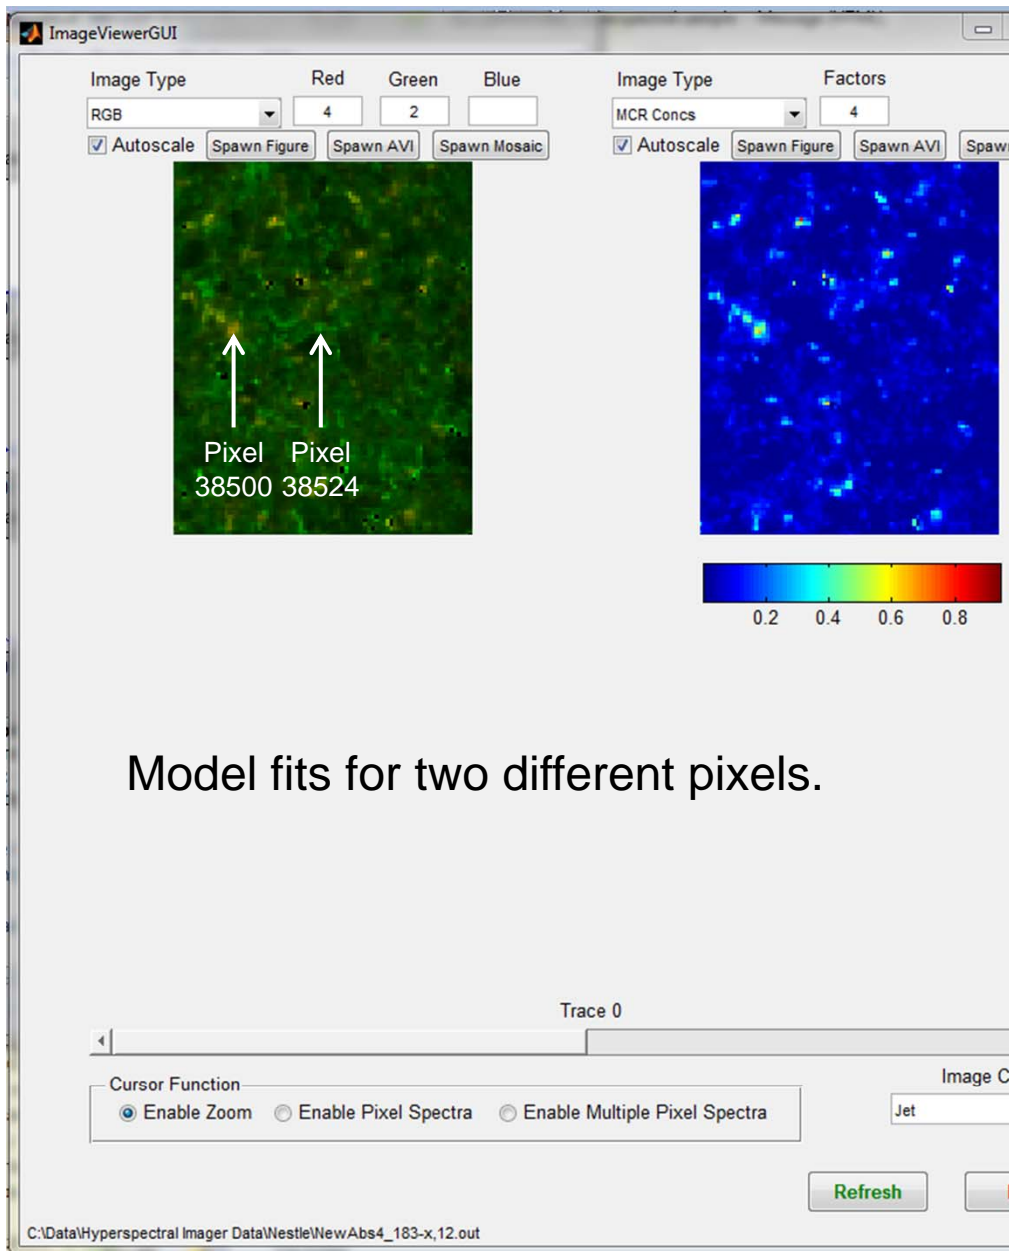 ImageViewerGUI
Image Type Red Green Blue
RGB 4 2
Autoscale Spawn Figure Spawn AVI Spawn Mosaic
Image Type Factors
MCR Concs 4
Autoscale Spawn Figure Spawn AVI Spawn
Pixel 38500
Pixel 38524
0.2 0.4 0.6 0.8
Model fits for two different pixels.
Trace 0
Cursor Function
Enable Zoom Enable Pixel Spectra Enable Multiple Pixel Spectra
Image C
Jet
Refresh
C:\Data\Hyperspectral Imager Data\Nestle\NewAbs4_183-x,12.out